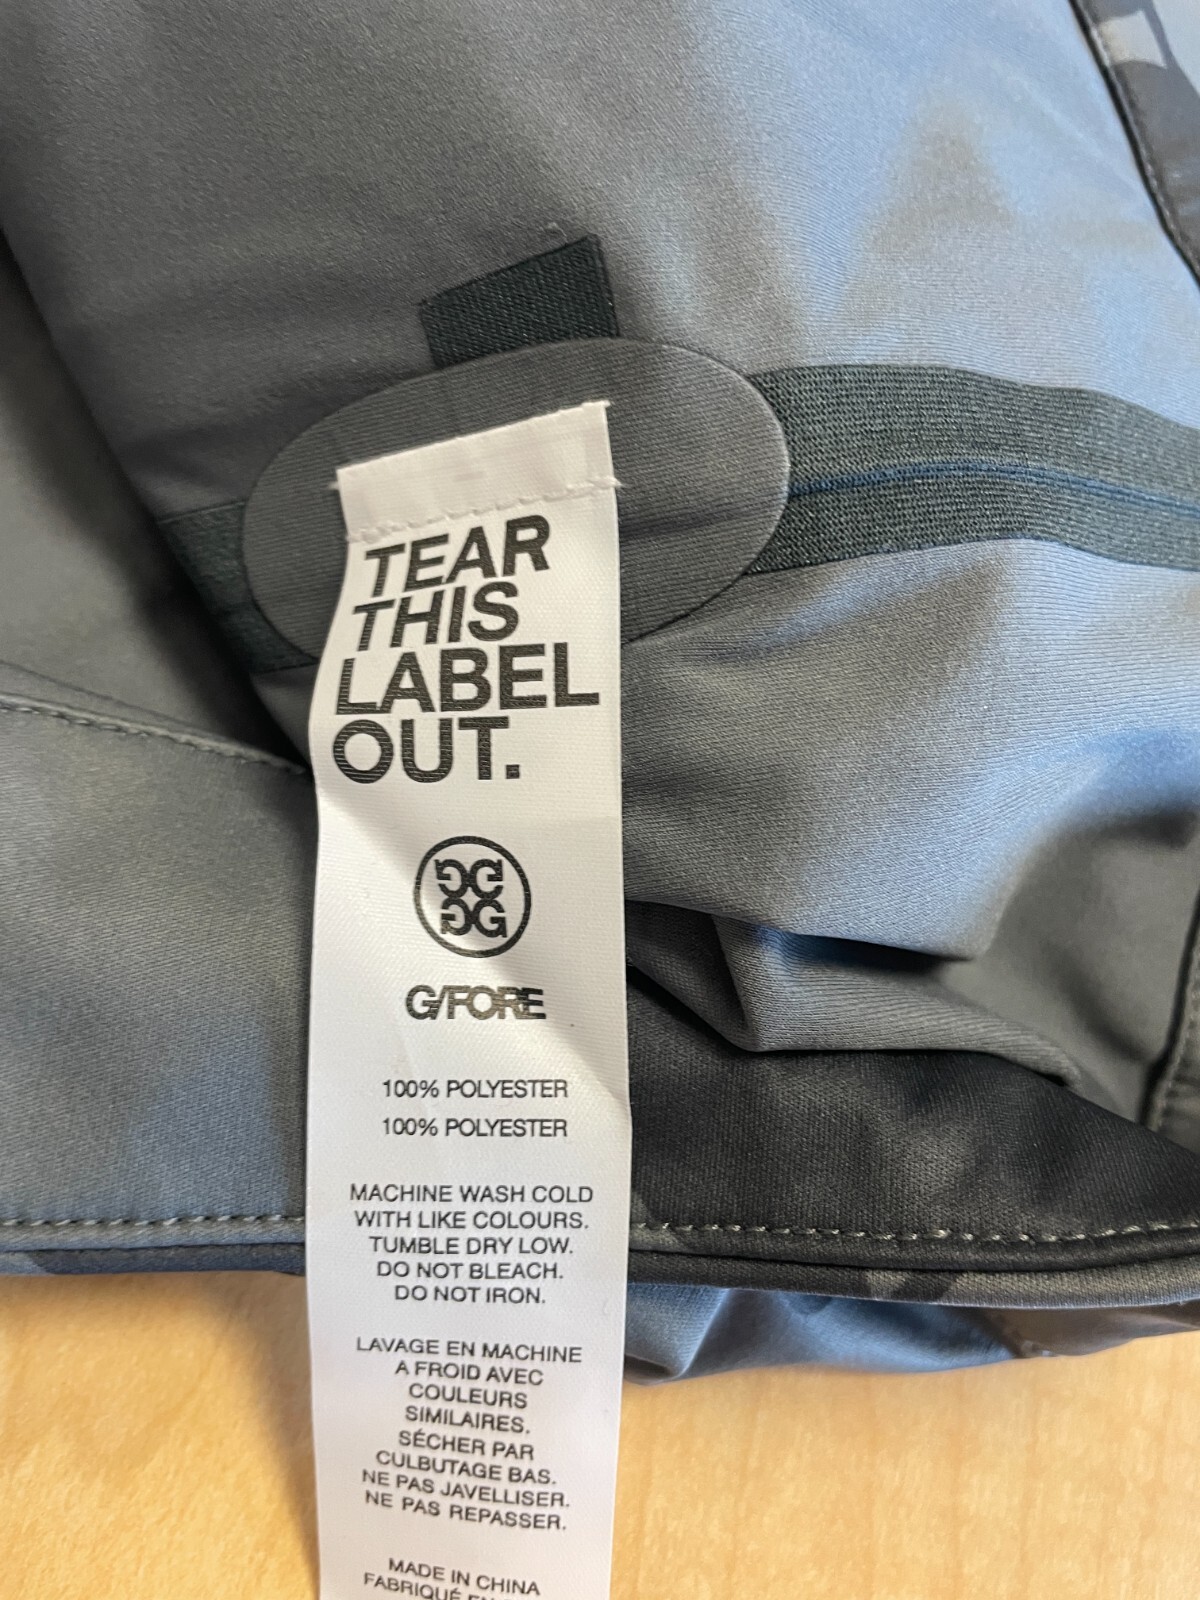 TEAR
THIS
LABEL
OUT.
G/FORE
100% POLYESTER
100% POLYESTER
MACHINE WASH COLD
WITH LIKE COLOURS.
TUMBLE DRY LOW.
DO NOT BLEACH.
DO NOT IRON.
LAVAGE EN MACHINE
A FROID AVEC
COULEURS
SIMILAIRES.
SÉCHER PAR
CULBUTAGE BAS.
NE PAS JAVELLISER.
NE PAS REPASSER.
MADE IN CHINA
FABRIQUÉ